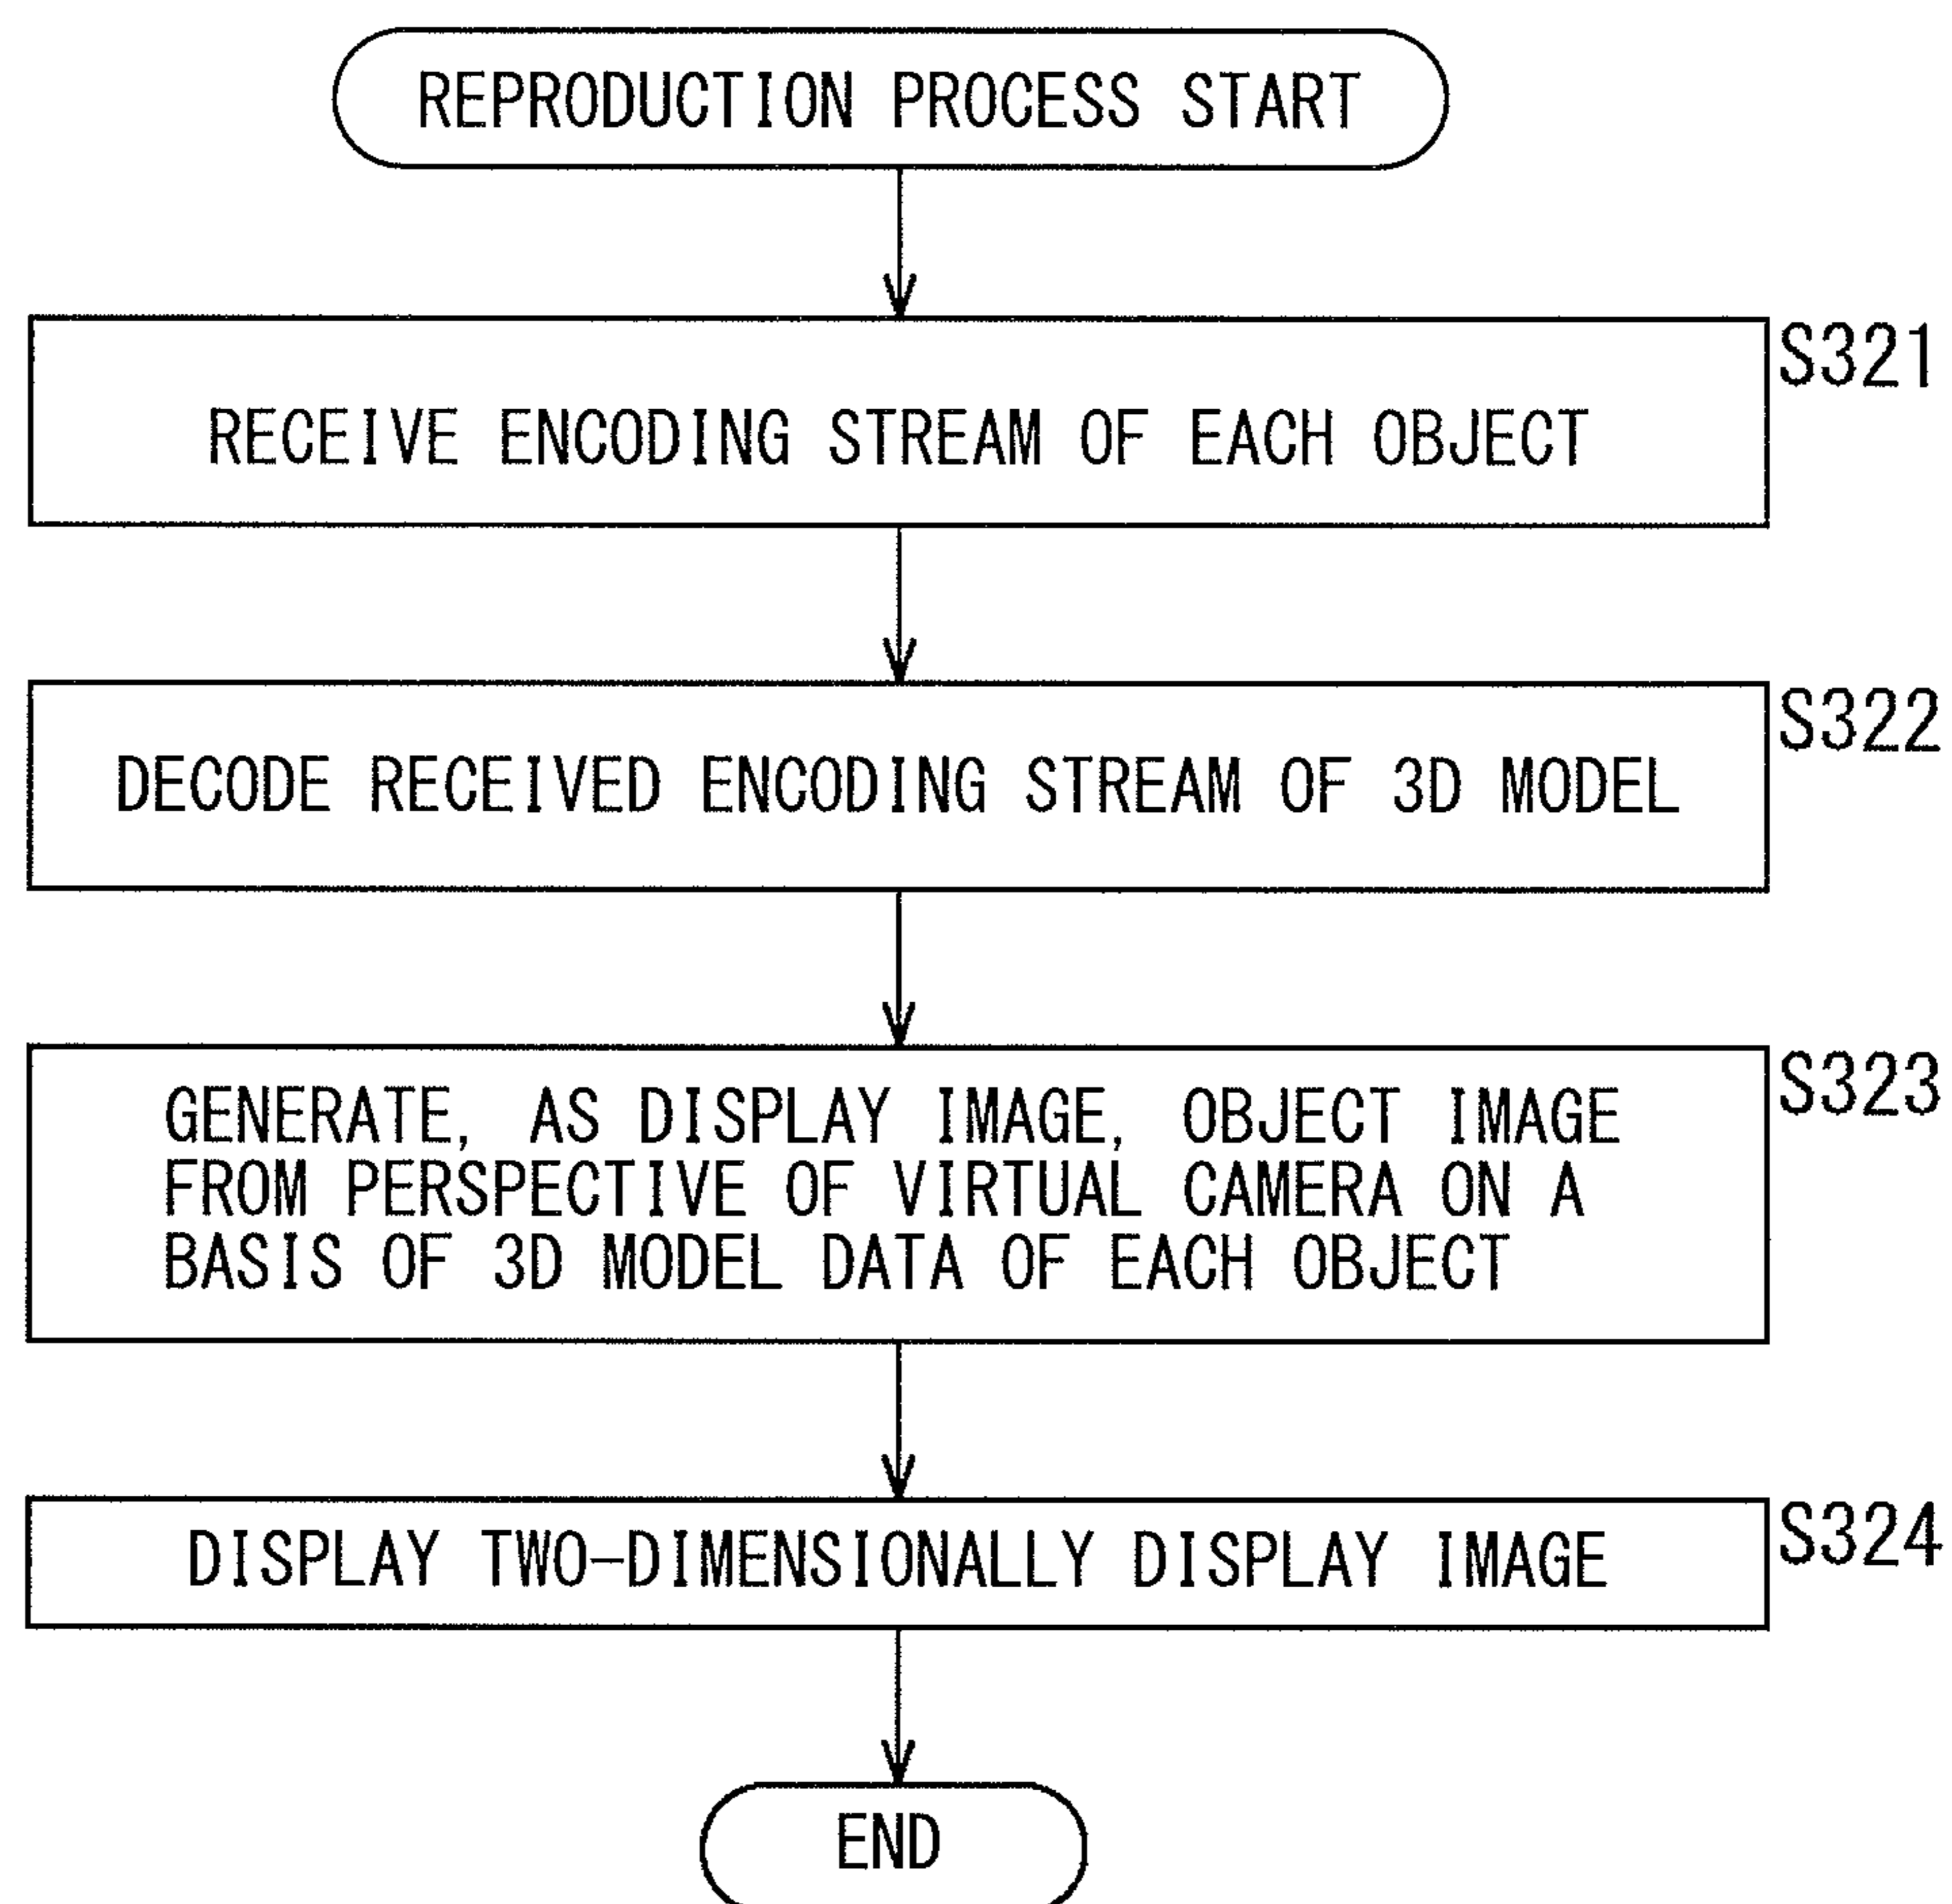 REPRODUCTION PROCESS START
S321
RECEIVE ENCODING STREAM OF EACH OBJECT
S322
DECODE RECEIVED ENCODING STREAM OF 3D MODEL
S323
GENERATE, AS DISPLAY IMAGE, OBJECT IMAGE
FROM PERSPECTIVE OF VIRTUAL CAMERA ON A
BASIS OF 3D MODEL DATA OF EACH OBJECT
S324
DISPLAY TWO-DIMENSIONALLY DISPLAY IMAGE
END